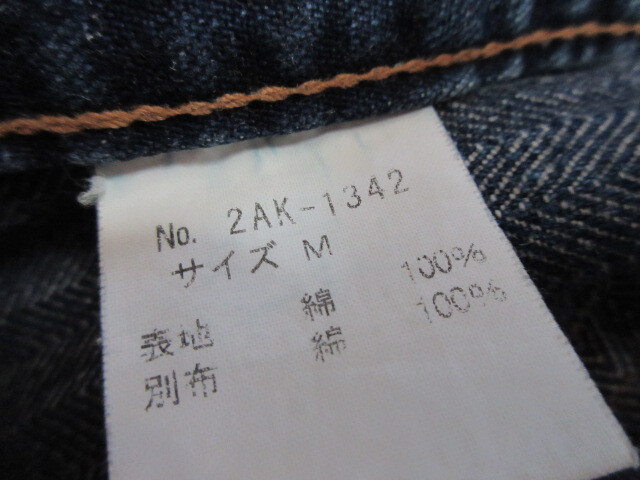 No. 2AK-1342
サイズ M
表地 綿 100%
別布 綿 100%